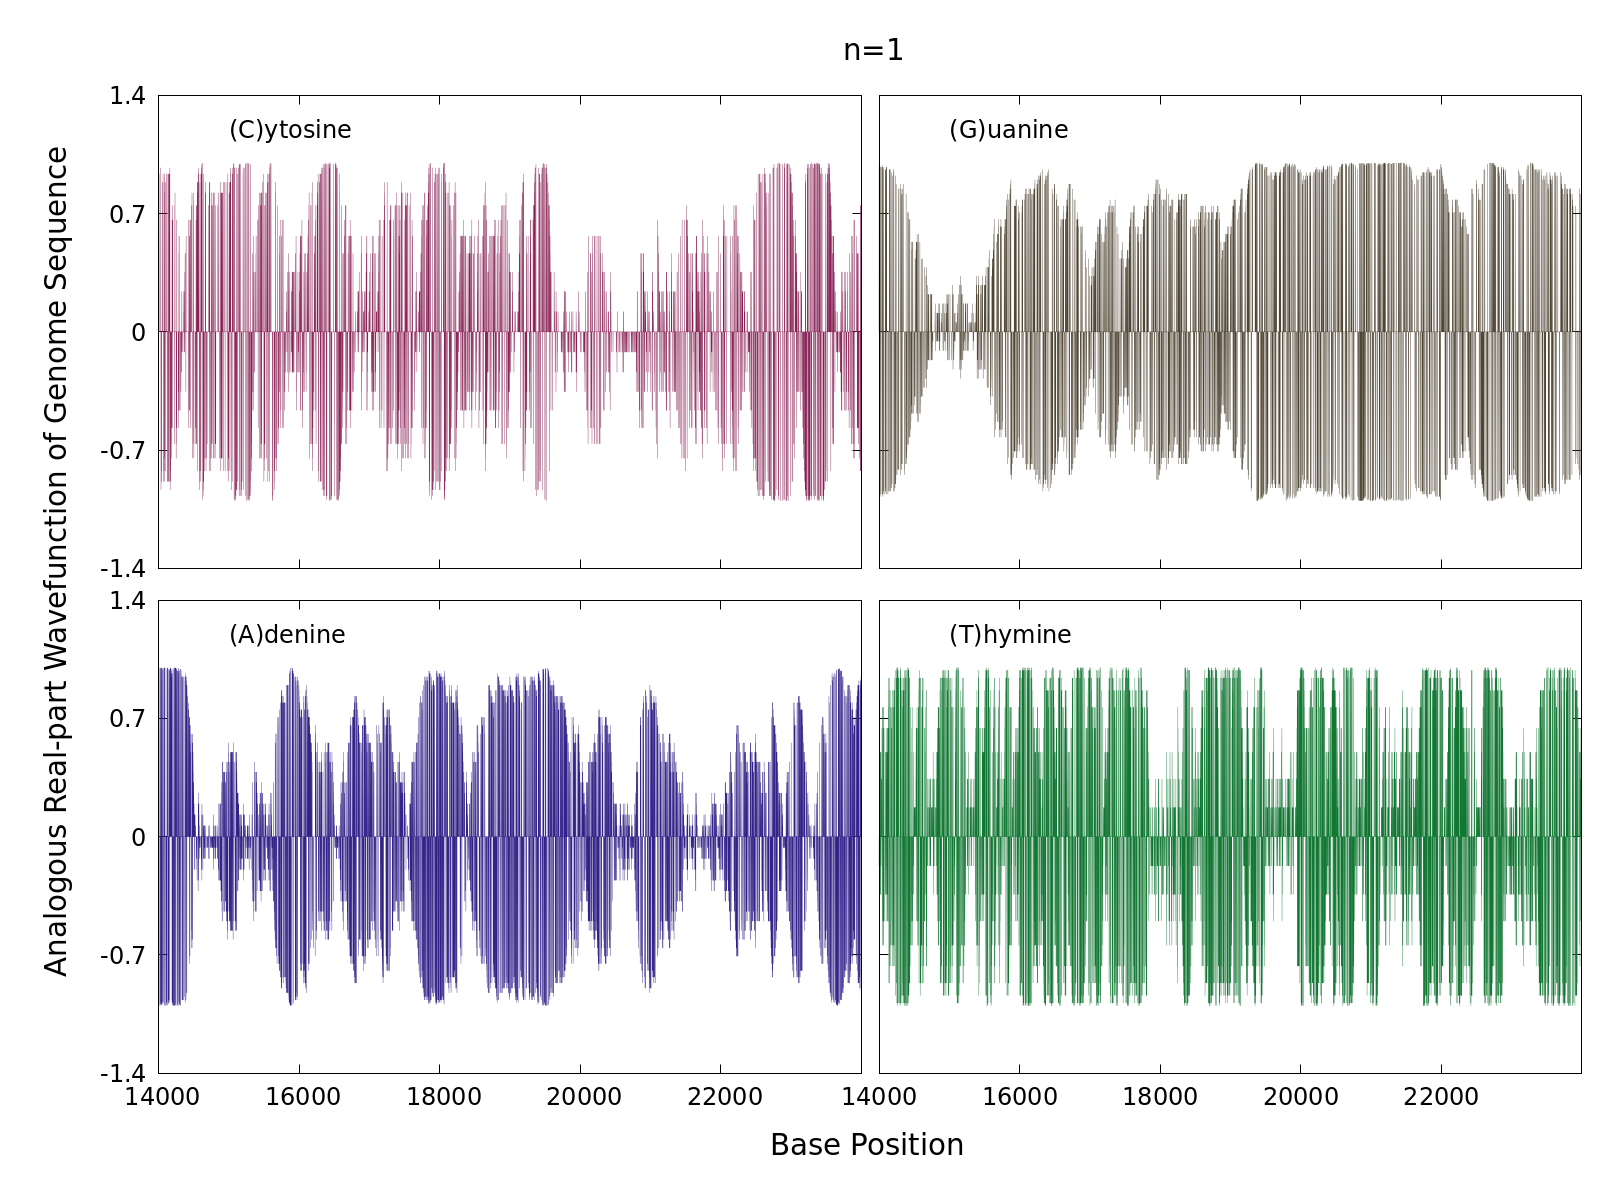 n=1
Analogous Real-part Wavefunction of Genome Sequence
1.4
0.7
0
-0.7
-1.4
(C)ytosine
(G)uanine
1.4
0.7
0
-0.7
-1.4
(A)denine
(T)hymine
14000 16000 18000 20000 22000 14000 16000 18000 20000 22000
Base Position